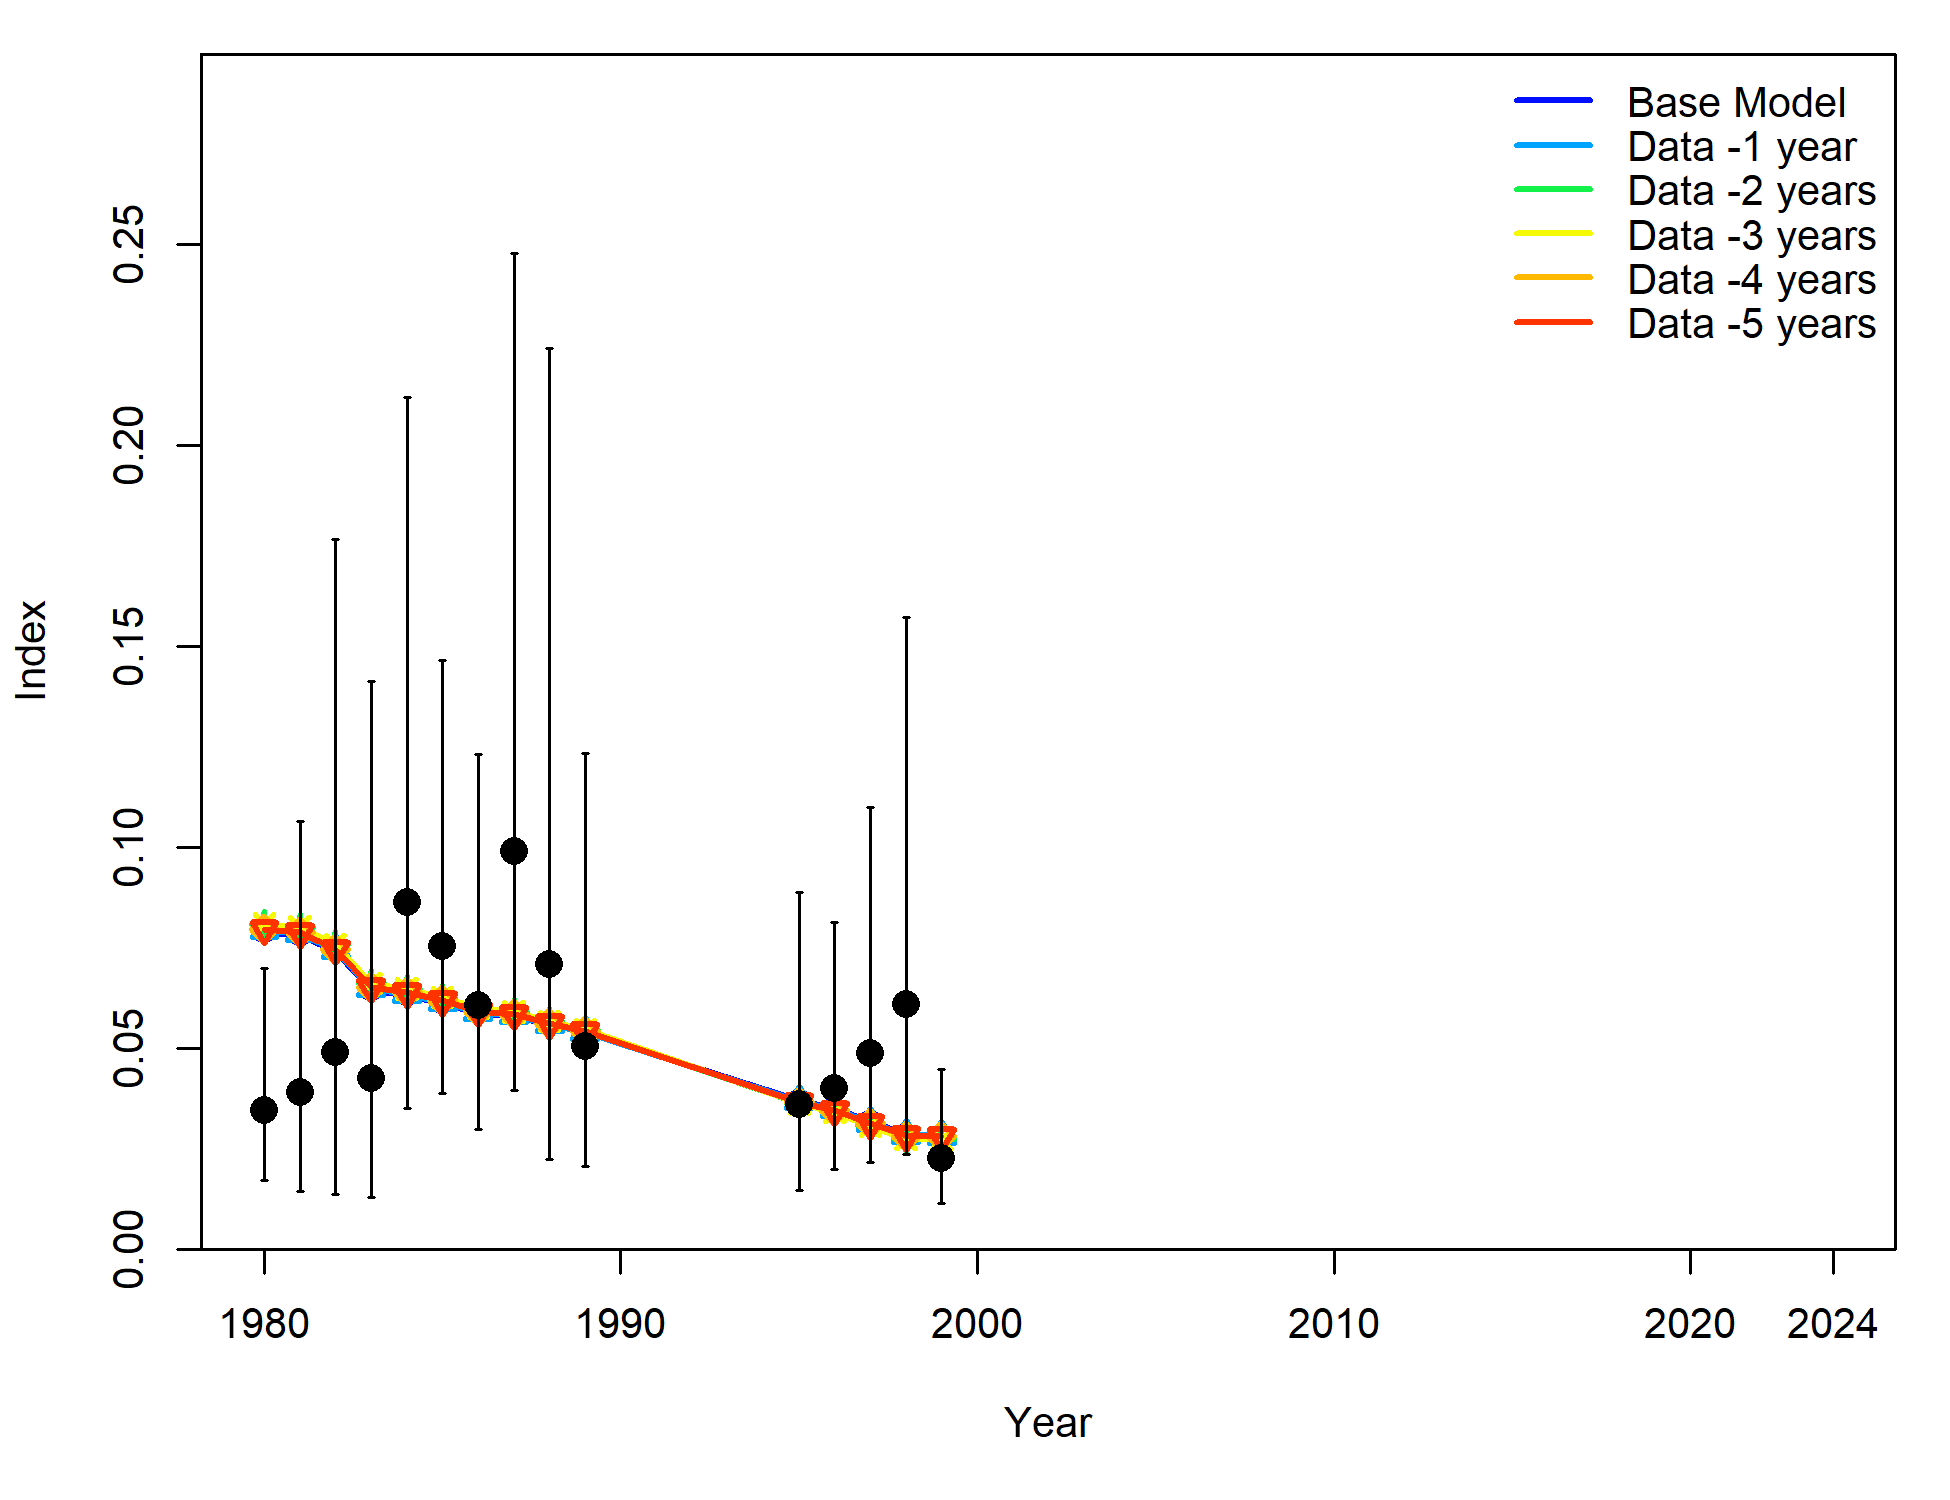 Base Model
Data -1 year
Data -2 years
Data -3 years
Data -4 years
Data -5 years
0.25
0.20
0.15
0.10
0.05
0.00
Index
1980 1990 2000 2010 2020 2024
Year